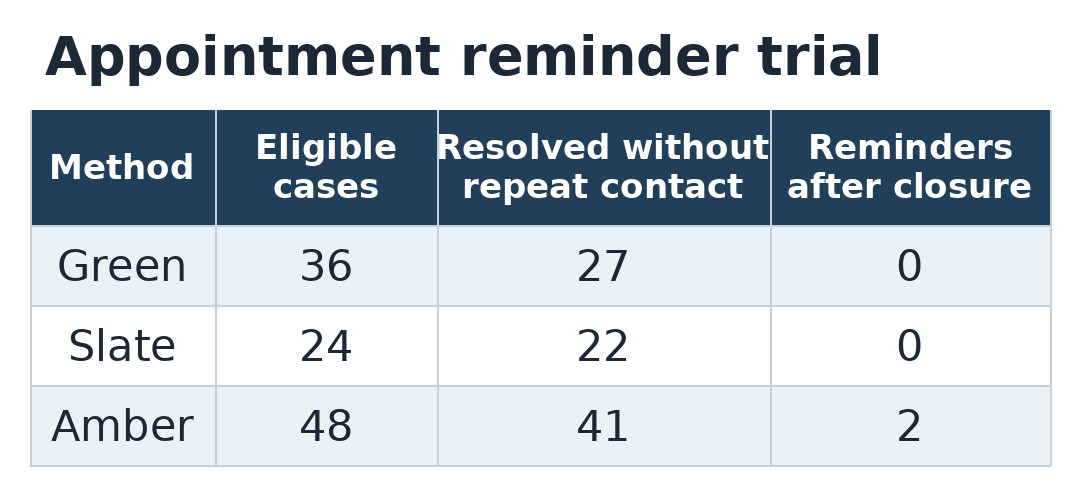 Appointment reminder trial
Method
Eligible
cases
Resolved without
repeat contact
Reminders
after closure
Green 36 27 0
Slate 24 22 0
Amber 48 41 2